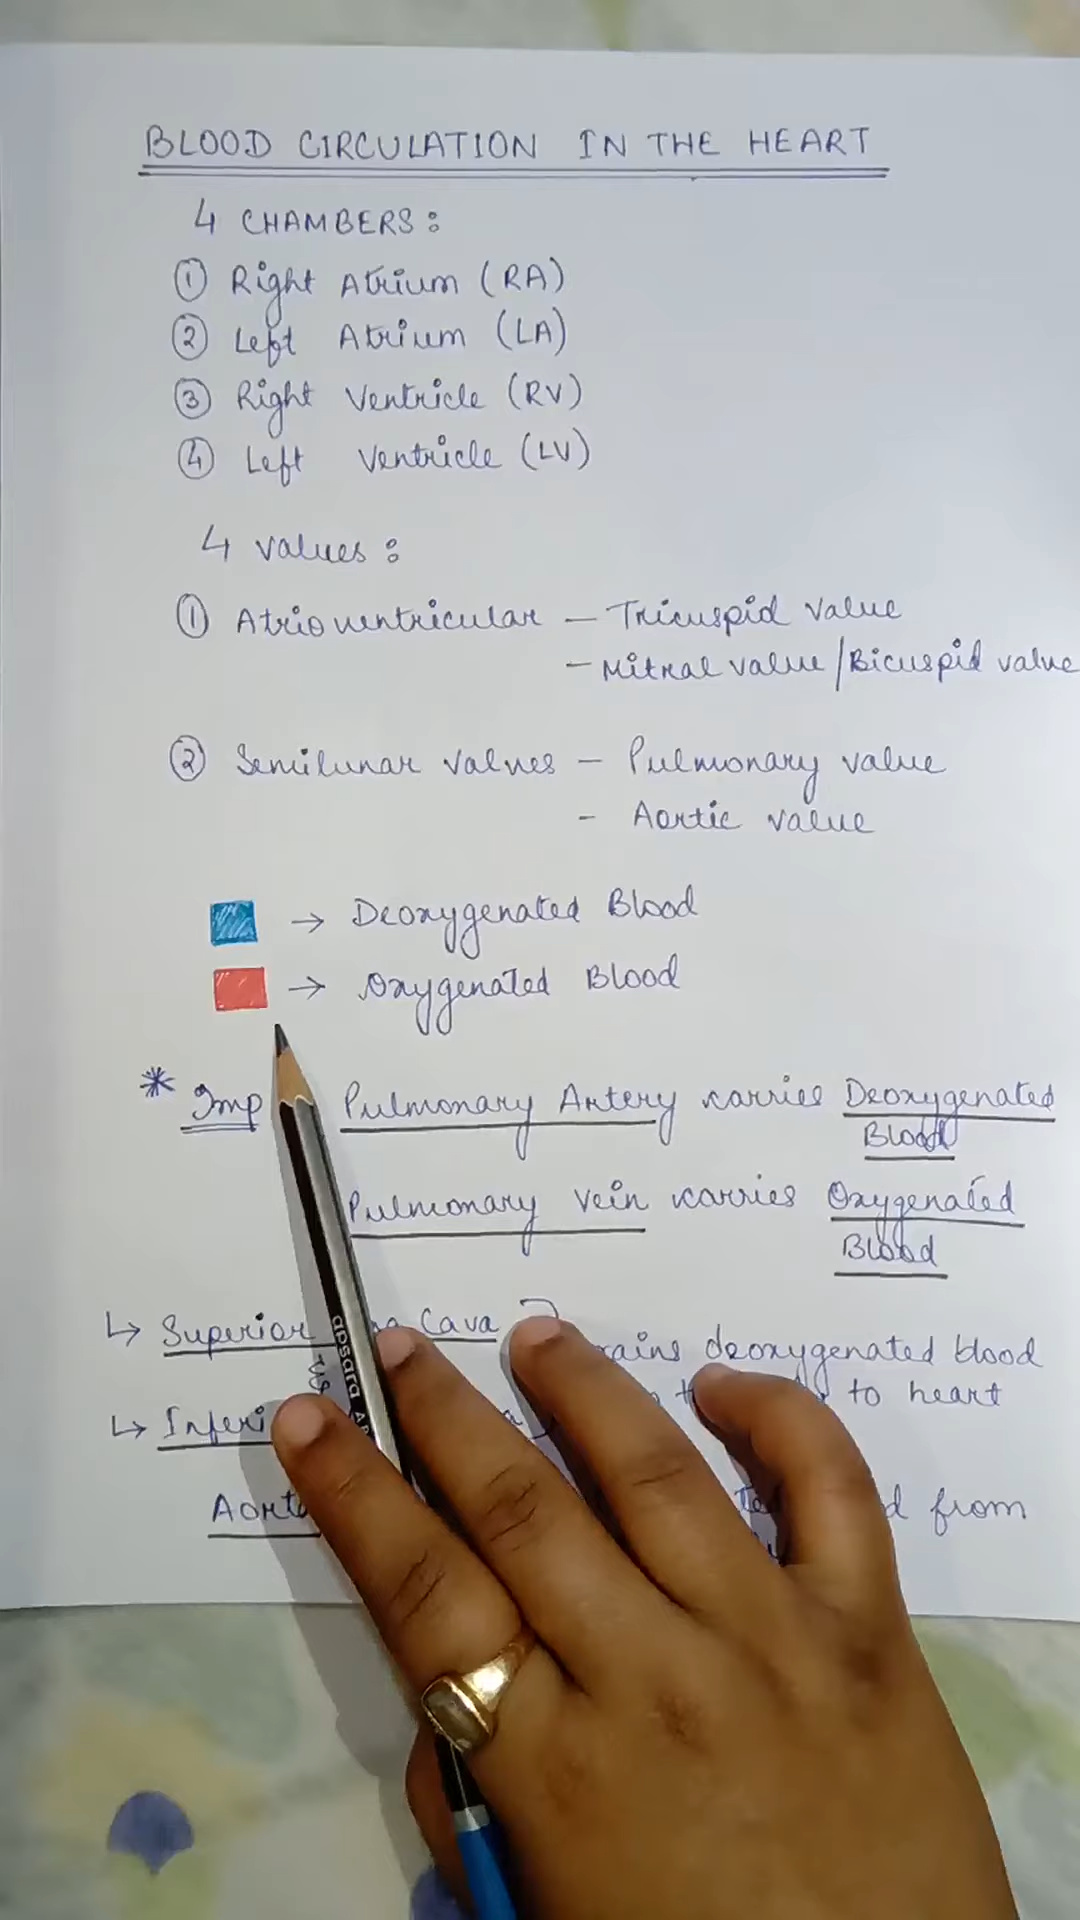 BLOOD CIRCULATION IN THE HEART
4 CHAMBERS:
① Right Atrium (RA)
② Left Atrium (LA)
③ Right Ventricle (RV)
④ Left Ventricle (LV)
4 valves:
① Atrioventricular – Tricuspid valve
– Mitral valve/Bicuspid valve
② Semilunar valves – Pulmonary valve
- Aortic valve
→ Deoxygenated Blood
→ Oxygenated Blood
* Imp Pulmonary Artery carries Deoxygenated
Blood
Pulmonary vein carries Oxygenated
Blood
↳ Superior Cava
deoxygenated blood
↳ to heart
from
apsara